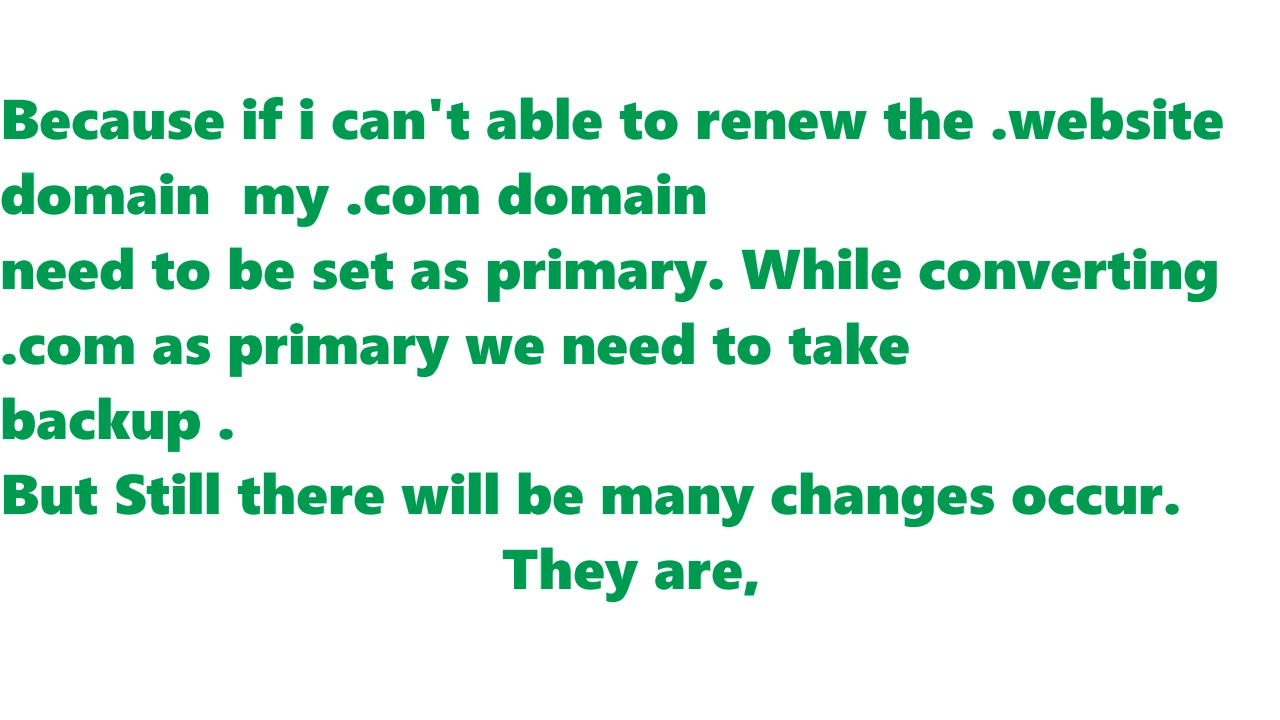 Because if i can't able to renew the .website
domain  my .com domain
need to be set as primary. While converting
.com as primary we need to take
backup .
But Still there will be many changes occur.
They are,